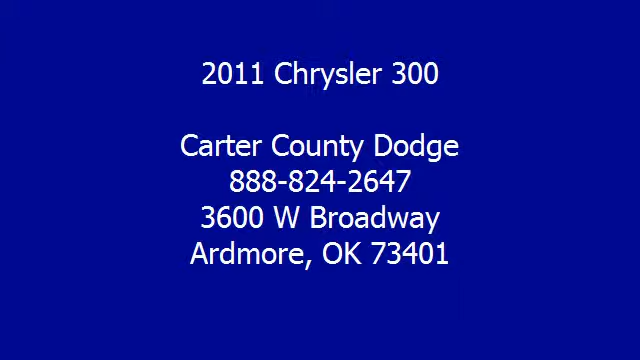 2011 Chrysler 300
Carter County Dodge
888-824-2647
3600 W Broadway
Ardmore, OK 73401